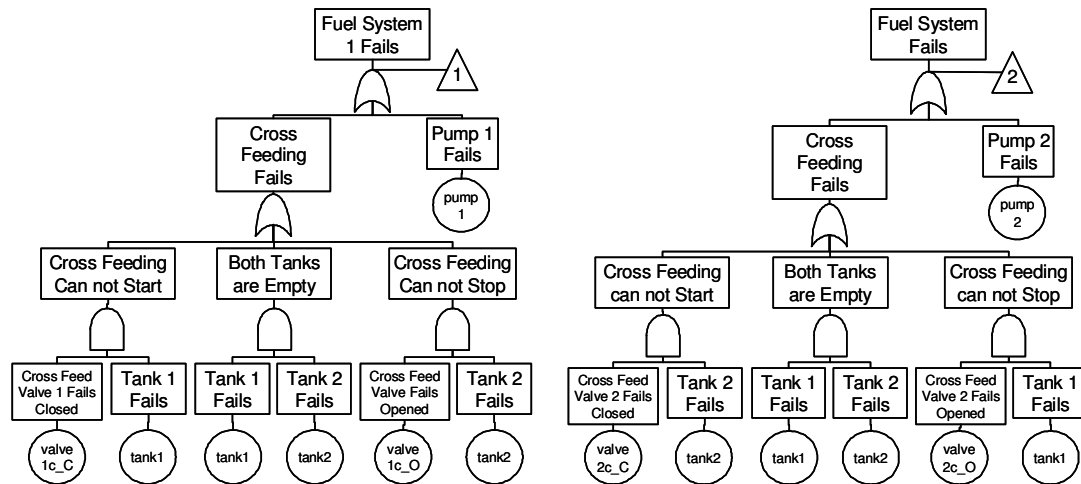 Fuel System
1 Fails
1
Cross
Feeding
Fails
Pump 1
Fails
pump
1
Cross Feeding
Can not Start
Both Tanks
are Empty
Cross Feeding
Can not Stop
Cross Feed
Valve 1 Fails
Closed
Tank 1
Fails
Tank 1
Fails
Tank 2
Fails
Cross Feed
Valve Fails
Opened
Tank 2
Fails
valve
1c_C
tank1
tank1
tank2
valve
1c_O
tank2
Fuel System
Fails
2
Cross
Feeding
Fails
Pump 2
Fails
pump
2
Cross Feeding
can not Start
Both Tanks
are Empty
Cross Feeding
can not Stop
Cross Feed
Valve 2 Fails
Closed
Tank 2
Fails
Tank 1
Fails
Tank 2
Fails
Cross Feed
Valve 2 Fails
Opened
Tank 1
Fails
valve
2c_C
tank2
tank1
tank2
valve
2c_O
tank1